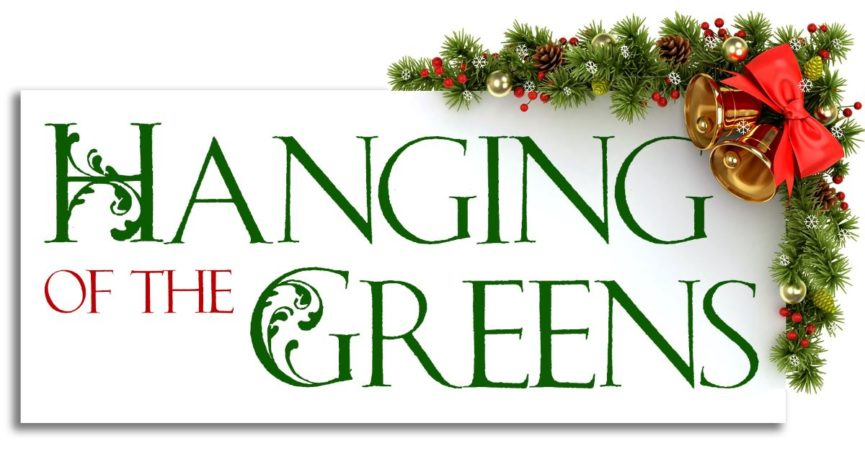 HANGING
OF THE
GREENS